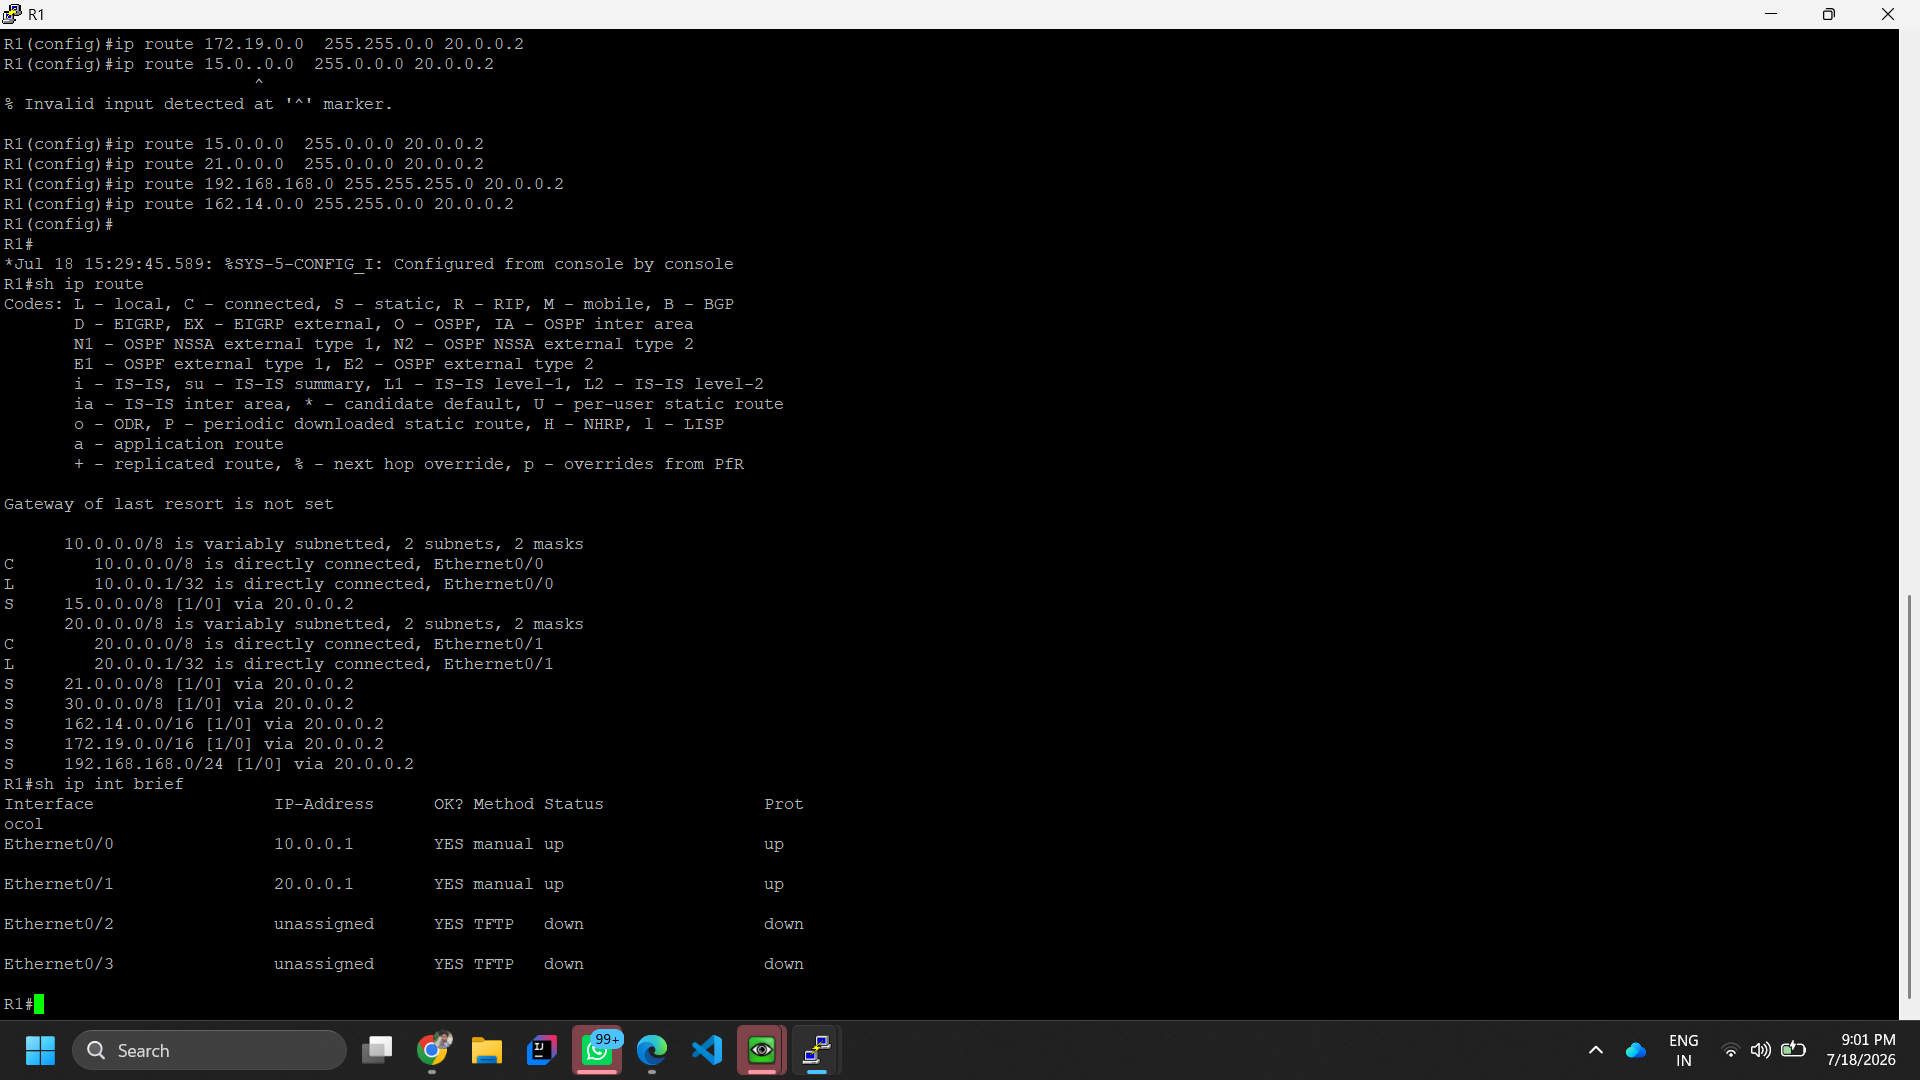 R1
R1(config)#ip route 172.19.0.0  255.255.0.0 20.0.0.2
R1(config)#ip route 15.0..0.0  255.0.0.0 20.0.0.2
^
% Invalid input detected at '^' marker.
R1(config)#ip route 15.0.0.0  255.0.0.0 20.0.0.2
R1(config)#ip route 21.0.0.0  255.0.0.0 20.0.0.2
R1(config)#ip route 192.168.168.0 255.255.255.0 20.0.0.2
R1(config)#ip route 162.14.0.0 255.255.0.0 20.0.0.2
R1(config)#
R1#
*Jul 18 15:29:45.589: %SYS-5-CONFIG_I: Configured from console by console
R1#sh ip route
Codes: L - local, C - connected, S - static, R - RIP, M - mobile, B - BGP
D - EIGRP, EX - EIGRP external, O - OSPF, IA - OSPF inter area
N1 - OSPF NSSA external type 1, N2 - OSPF NSSA external type 2
E1 - OSPF external type 1, E2 - OSPF external type 2
i - IS-IS, su - IS-IS summary, L1 - IS-IS level-1, L2 - IS-IS level-2
ia - IS-IS inter area, * - candidate default, U - per-user static route
o - ODR, P - periodic downloaded static route, H - NHRP, l - LISP
a - application route
+ - replicated route, % - next hop override, p - overrides from PfR
Gateway of last resort is not set
10.0.0.0/8 is variably subnetted, 2 subnets, 2 masks
C        10.0.0.0/8 is directly connected, Ethernet0/0
L        10.0.0.1/32 is directly connected, Ethernet0/0
S     15.0.0.0/8 [1/0] via 20.0.0.2
20.0.0.0/8 is variably subnetted, 2 subnets, 2 masks
C        20.0.0.0/8 is directly connected, Ethernet0/1
L        20.0.0.1/32 is directly connected, Ethernet0/1
S     21.0.0.0/8 [1/0] via 20.0.0.2
S     30.0.0.0/8 [1/0] via 20.0.0.2
S     162.14.0.0/16 [1/0] via 20.0.0.2
S     172.19.0.0/16 [1/0] via 20.0.0.2
S     192.168.168.0/24 [1/0] via 20.0.0.2
R1#sh ip int brief
Interface                  IP-Address      OK? Method Status                Prot
ocol
Ethernet0/0                10.0.0.1        YES manual up                    up
Ethernet0/1                20.0.0.1        YES manual up                    up
Ethernet0/2                unassigned      YES TFTP   down                  down
Ethernet0/3                unassigned      YES TFTP   down                  down
R1#
Search
IJ
99+
ENG
IN
9:01 PM
7/18/2026